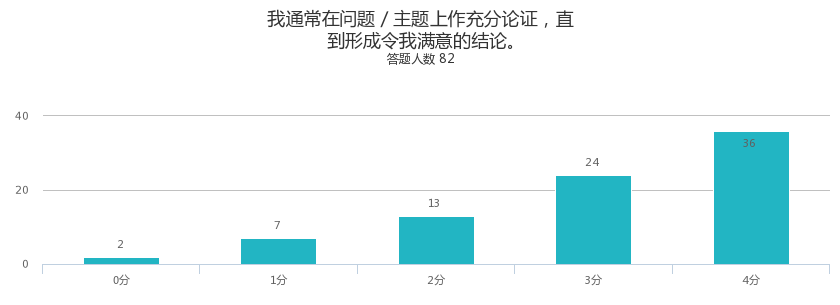 我通常在问题 / 主题上作充分论证，直
到形成令我满意的结论。
答题人数 82
40
20
0
2
7
13
24
36
0分
1分
2分
3分
4分